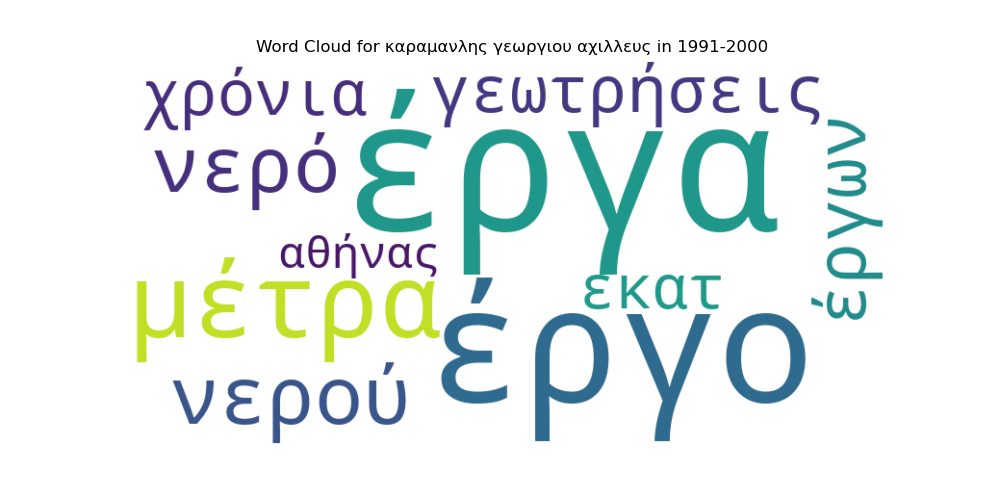 Word Cloud for καραμανλης γεωργιου αχιλλευς in 1991-2000
χρόνια
γεωτρήσεις
έργα
νερό
έργων
αθήνας
μέτρα
εκατ
έργο
νερού